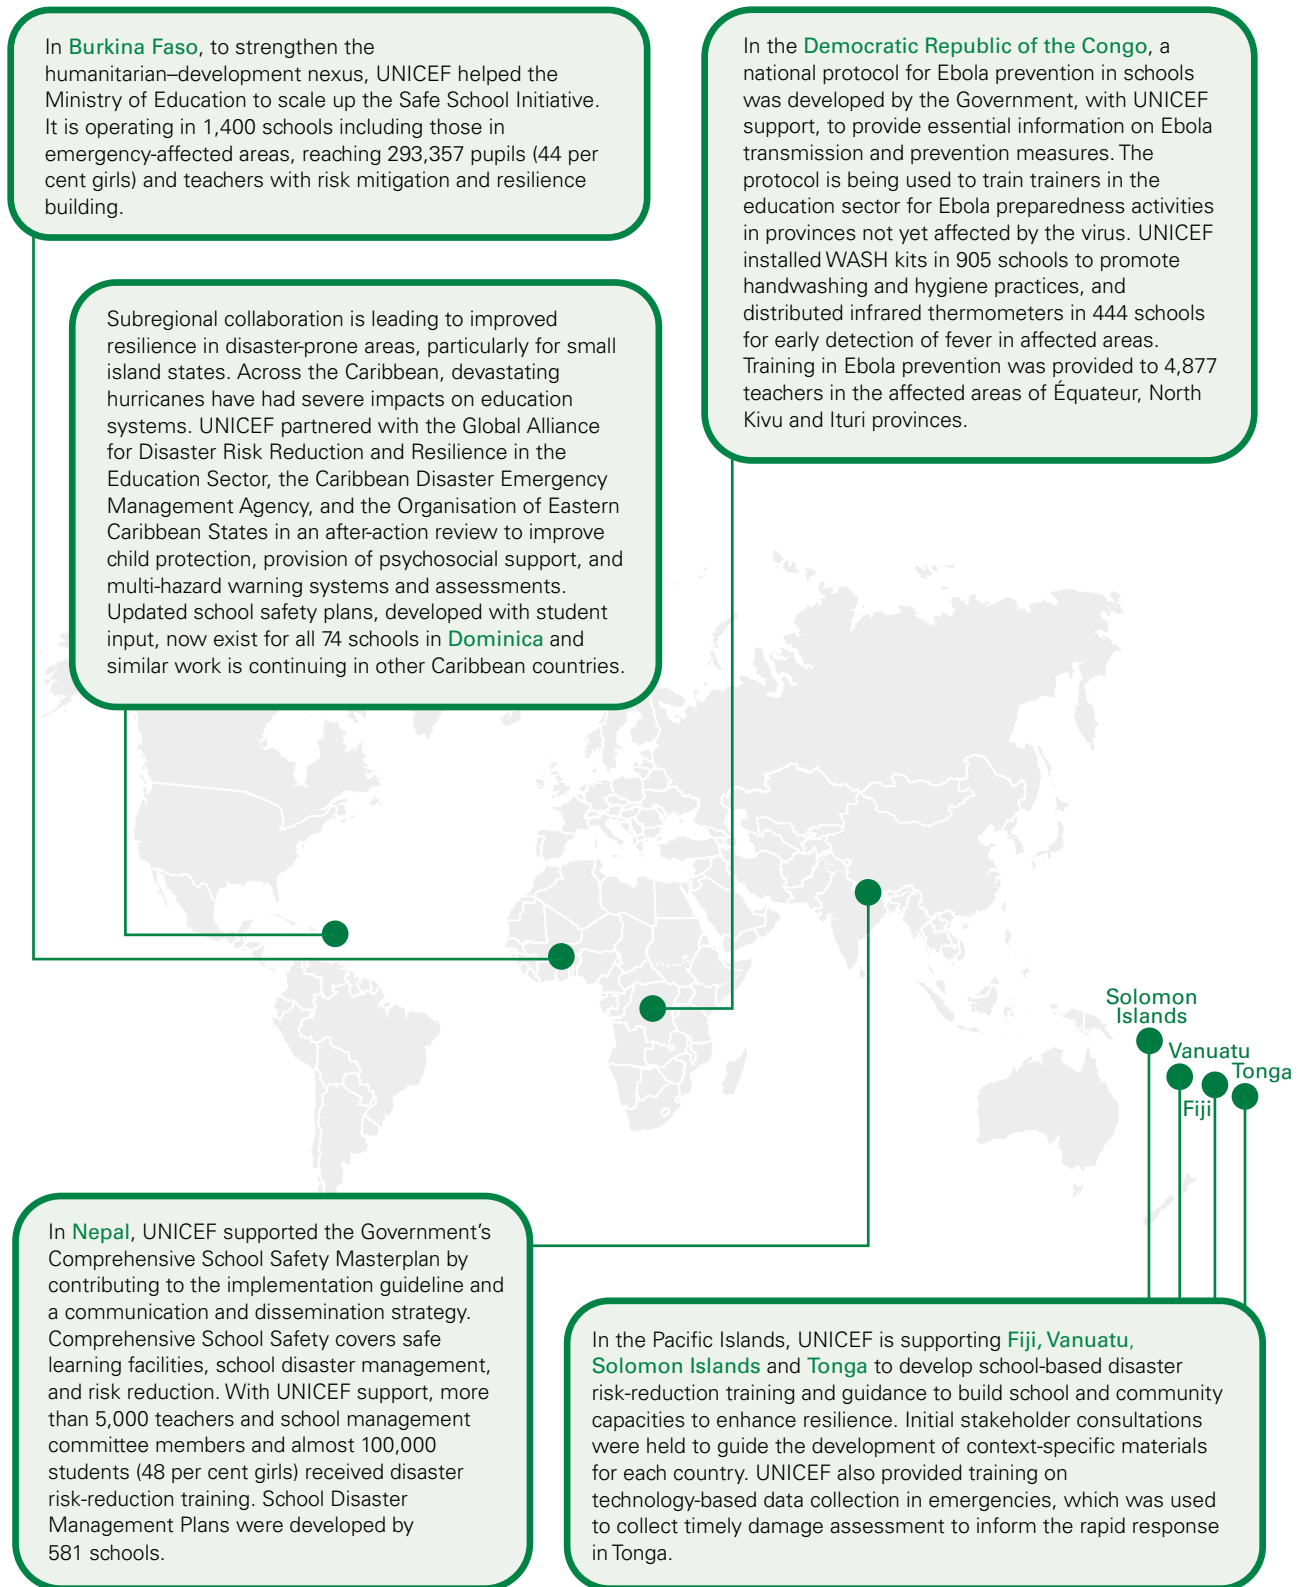 In Burkina Faso, to strengthen the
humanitarian–development nexus, UNICEF helped the
Ministry of Education to scale up the Safe School Initiative.
It is operating in 1,400 schools including those in
emergency-affected areas, reaching 293,357 pupils (44 per
cent girls) and teachers with risk mitigation and resilience
building.
In the Democratic Republic of the Congo, a
national protocol for Ebola prevention in schools
was developed by the Government, with UNICEF
support, to provide essential information on Ebola
transmission and prevention measures. The
protocol is being used to train trainers in the
education sector for Ebola preparedness activities
in provinces not yet affected by the virus. UNICEF
installed WASH kits in 905 schools to promote
handwashing and hygiene practices, and
distributed infrared thermometers in 444 schools
for early detection of fever in affected areas.
Training in Ebola prevention was provided to 4,877
teachers in the affected areas of Équateur, North
Kivu and Ituri provinces.
Subregional collaboration is leading to improved
resilience in disaster-prone areas, particularly for small
island states. Across the Caribbean, devastating
hurricanes have had severe impacts on education
systems. UNICEF partnered with the Global Alliance
for Disaster Risk Reduction and Resilience in the
Education Sector, the Caribbean Disaster Emergency
Management Agency, and the Organisation of Eastern
Caribbean States in an after-action review to improve
child protection, provision of psychosocial support, and
multi-hazard warning systems and assessments.
Updated school safety plans, developed with student
input, now exist for all 74 schools in Dominica and
similar work is continuing in other Caribbean countries.
Solomon
Islands
Vanuatu
Tonga
Fiji
In Nepal, UNICEF supported the Government's
Comprehensive School Safety Masterplan by
contributing to the implementation guideline and
a communication and dissemination strategy.
Comprehensive School Safety covers safe
learning facilities, school disaster management,
and risk reduction. With UNICEF support, more
than 5,000 teachers and school management
committee members and almost 100,000
students (48 per cent girls) received disaster
risk-reduction training. School Disaster
Management Plans were developed by
581 schools.
In the Pacific Islands, UNICEF is supporting Fiji, Vanuatu,
Solomon Islands and Tonga to develop school-based disaster
risk-reduction training and guidance to build school and community
capacities to enhance resilience. Initial stakeholder consultations
were held to guide the development of context-specific materials
for each country. UNICEF also provided training on
technology-based data collection in emergencies, which was used
to collect timely damage assessment to inform the rapid response
in Tonga.